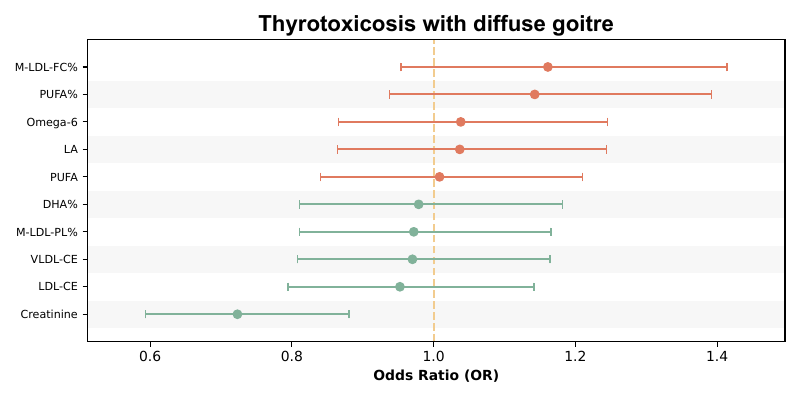 Thyrotoxicosis with diffuse goitre
M-LDL-FC%
PUFA%
Omega-6
LA
PUFA
DHA%
M-LDL-PL%
VLDL-CE
LDL-CE
Creatinine
0.6 0.8 1.0 1.2 1.4
Odds Ratio (OR)